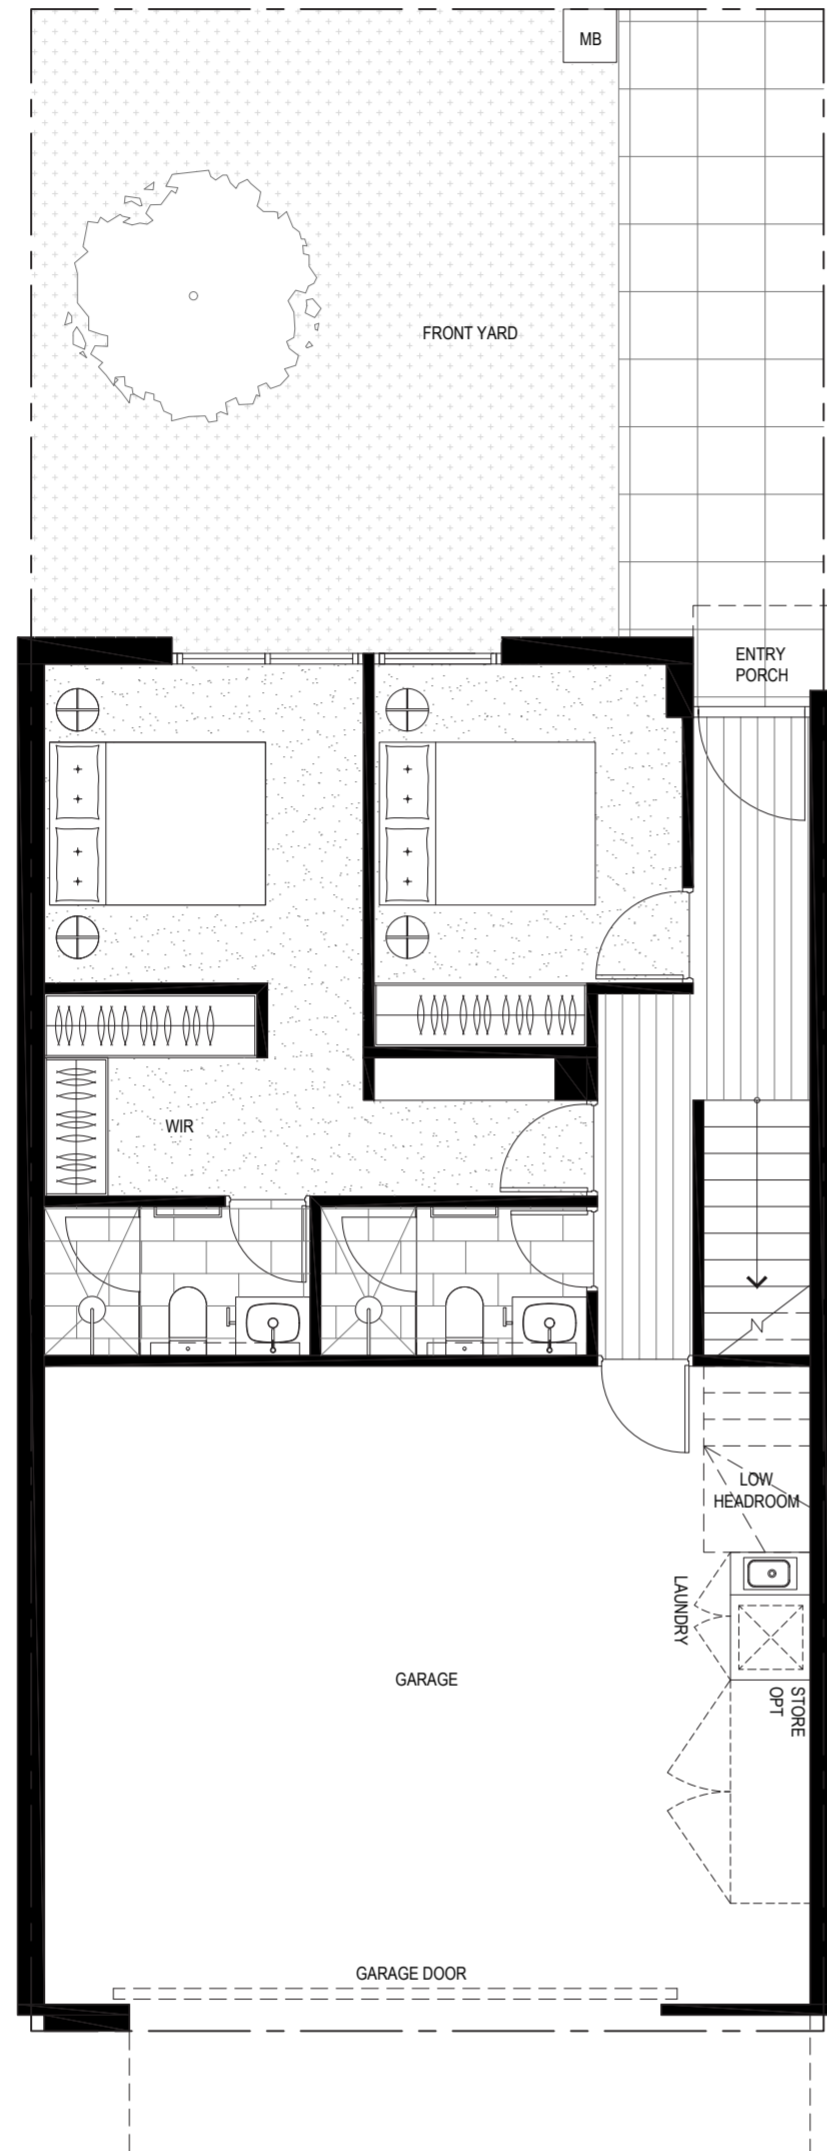 MB
FRONT YARD
ENTRY
PORCH
WIR
LOW
HEADROOM
LAUNDRY
GARAGE
STORE
OPT
GARAGE DOOR